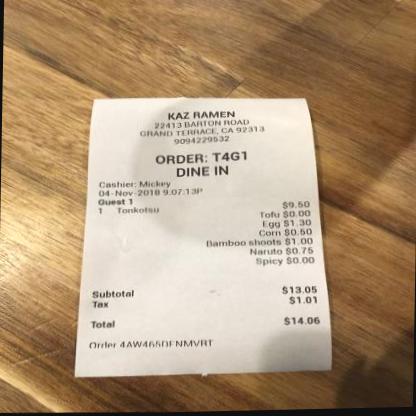 KAZ RAMEN
22413 BARTON ROAD
GRAND TERRACE, CA 92313
9094229532
ORDER: T4G1
DINE IN
Cashier: Mickey
04-Nov-2018 9:07:13P
Guest 1
1 Tonkotsu $9.50
Tofu $0.00
Egg $1.30
Corn $0.50
Bamboo shoots $1.00
Naruto $0.75
Spicy $0.00
Subtotal $13.05
Tax $1.01
Total $14.06
Order